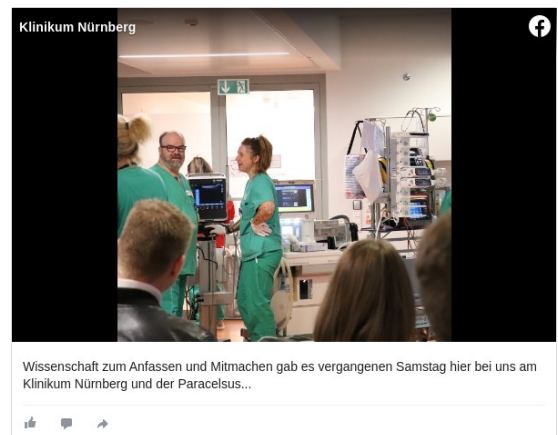 Klinikum Nürnberg
Wissenschaft zum Anfassen und Mitmachen gab es vergangenen Samstag hier bei uns am
Klinikum Nürnberg und der Paracelsus...